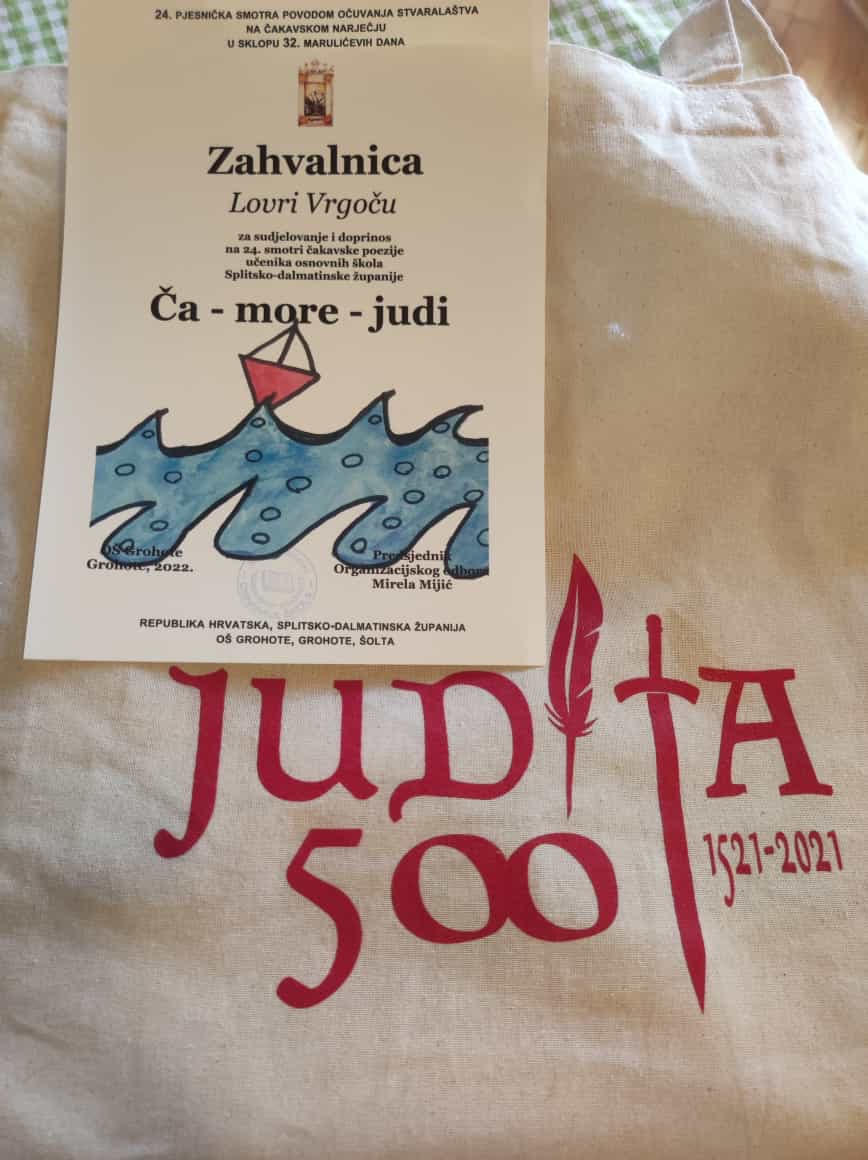 24. PJESNIČKA SMOTRA POVODOM OČUVANJA STVARALAŠTVA
NA ČAKAVSKOM NARJEČJU
U SKLOPU 32. MARULIĆEVIH DANA
Zahvalnica
Lovri Vrgoču
za sudjelovanje i doprinos
na 24. smotri čakavske poezije
učenika osnovnih škola
Splitsko-dalmatinske županije
Ča - more - judi
OŠ Grohote
Grohote, 2022.
Predsjednik
Organizacijskog odbora
Mirela Mijić
REPUBLIKA HRVATSKA, SPLITSKO-DALMATINSKA ŽUPANIJA
OŠ GROHOTE, GROHOTE, ŠOLTA
JUDITA
500
1521-2021